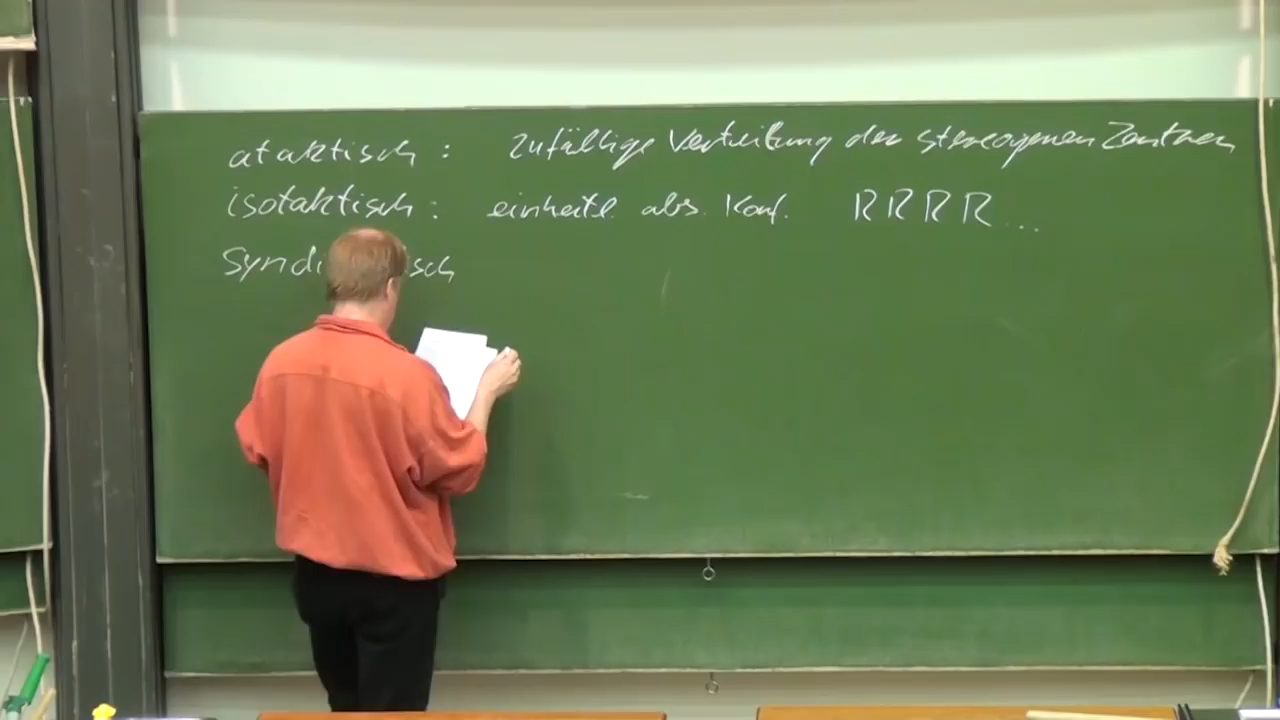 ataktisch : zufällige Verteilung der stereogenen Zentren
isotaktisch : einheitl. abs. Konf. RRRR...